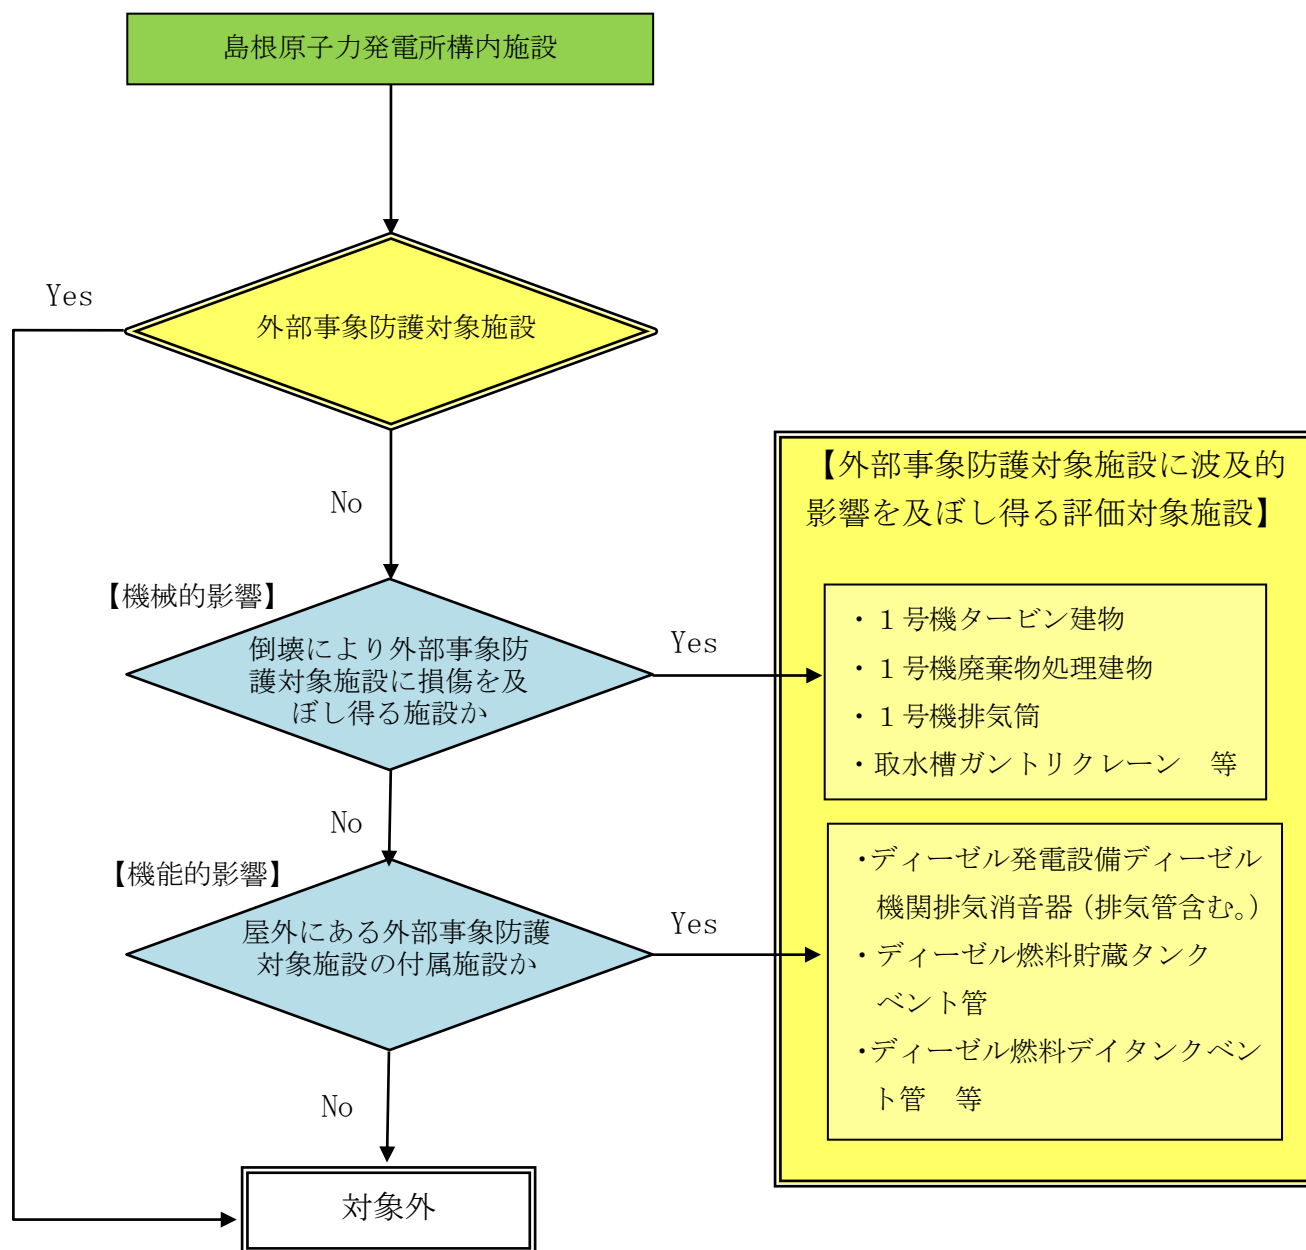 島根原子力発電所構内施設
Yes
外部事象防護対象施設
No
【機械的影響】
倒壊により外部事象防
護対象施設に損傷を及
ぼし得る施設か
Yes
No
【機能的影響】
屋外にある外部事象防護
対象施設の付属施設か
Yes
No
対象外
【外部事象防護対象施設に波及的
影響を及ぼし得る評価対象施設】
・１号機タービン建物
・１号機廃棄物処理建物
・１号機排気筒
・取水槽ガントリクレーン　等
・ディーゼル発電設備ディーゼル
機関排気消音器（排気管含む。）
・ディーゼル燃料貯蔵タンク
ベント管
・ディーゼル燃料デイタンクベン
ト管　等